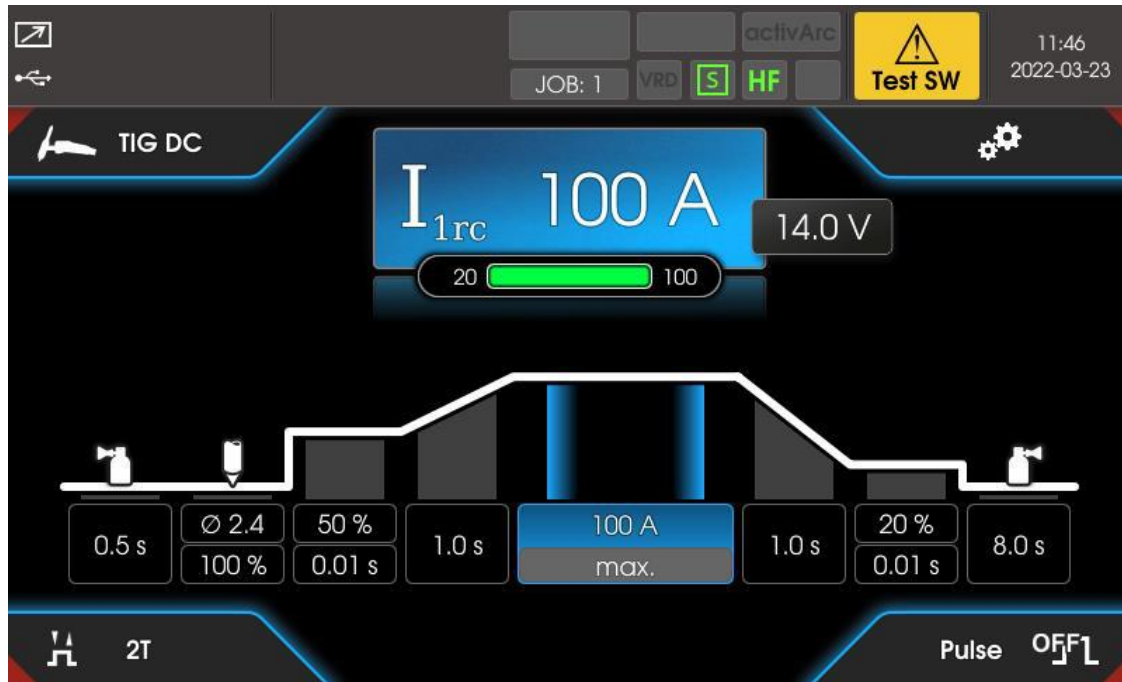 activArc
Test SW
11:46
2022-03-23
JOB: 1
VRD
S
HF
TIG DC
I1rc
100 A
14.0 V
20
100
0.5 s
Ø 2.4
100 %
50 %
0.01 s
1.0 s
100 A
max.
1.0 s
20 %
0.01 s
8.0 s
2T
Pulse
OFF